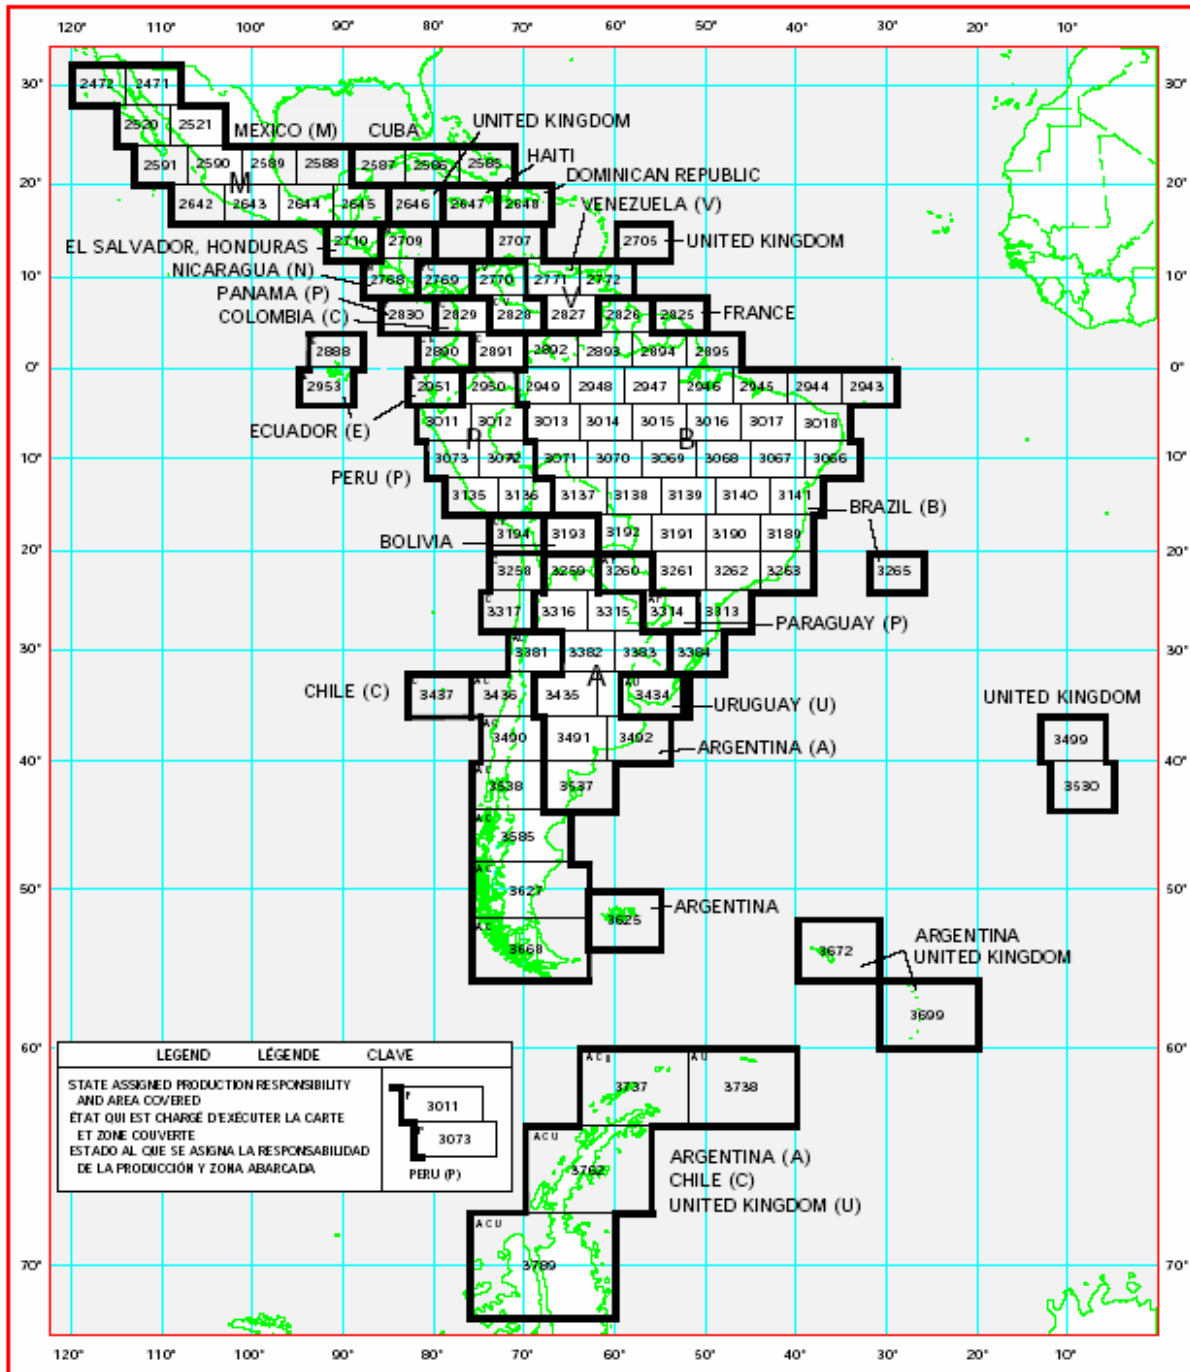 120° 110° 100° 90° 80° 70° 60° 50° 40° 30° 20° 10°
30° 2472 2471 30°
2520 2521 MEXICO (M) CUBA UNITED KINGDOM
2591 2590 2589 2588 2587 2586 2585 HAITI
20° M DOMINICAN REPUBLIC 20°
2642 2643 2644 2645 2646 2647 2648 VENEZUELA (V)
EL SALVADOR, HONDURAS 2710 2709 2707 2705 UNITED KINGDOM
10° NICARAGUA (N) 2768 2769 2770 2771 2772 10°
PANAMA (P) V
COLOMBIA (C) 2830 2829 2828 2827 2826 2825 FRANCE
2888 2890 2891 2892 2893 2894 2895
0° 0°
2953 2951 2950 2949 2948 2947 2946 2945 2944 2943
ECUADOR (E) 3011 3012 3013 3014 3015 3016 3017 3018
P B
10° 3073 3072 3071 3070 3069 3068 3067 3066 10°
PERU (P)
3135 3136 3137 3138 3139 3140 3141 BRAZIL (B)
BOLIVIA 3194 3193 3192 3191 3190 3189
20° 20°
3258 3259 3260 3261 3262 3263 3265
3317 3316 3315 3314 3313 PARAGUAY (P)
30° 3381 3382 3383 3384 30°
A
CHILE (C) 3437 3436 3435 3434 URUGUAY (U) UNITED KINGDOM
A C
3490 3491 3492 ARGENTINA (A) 3499
40° 40°
A C
3538 3537 3530
A C
3585
A C
3627
50° 50°
3625 ARGENTINA
A C
3668 3672 ARGENTINA
UNITED KINGDOM
3699
60° 60°
LEGEND LÉGENDE CLAVE
STATE ASSIGNED PRODUCTION RESPONSIBILITY
AND AREA COVERED
ÉTAT QUI EST CHARGÉ D'EXÉCUTER LA CARTE
ET ZONE COUVERTE
ESTADO AL QUE SE ASIGNA LA RESPONSABILIDAD
DE LA PRODUCCIÓN Y ZONA ABARCADA
P
3011
3073
PERU (P)
A U
3737 3738
A C U
3762
ARGENTINA (A)
CHILE (C)
UNITED KINGDOM (U)
A C U
3789
70° 70°
120° 110° 100° 90° 80° 70° 60° 50° 40° 30° 20° 10°